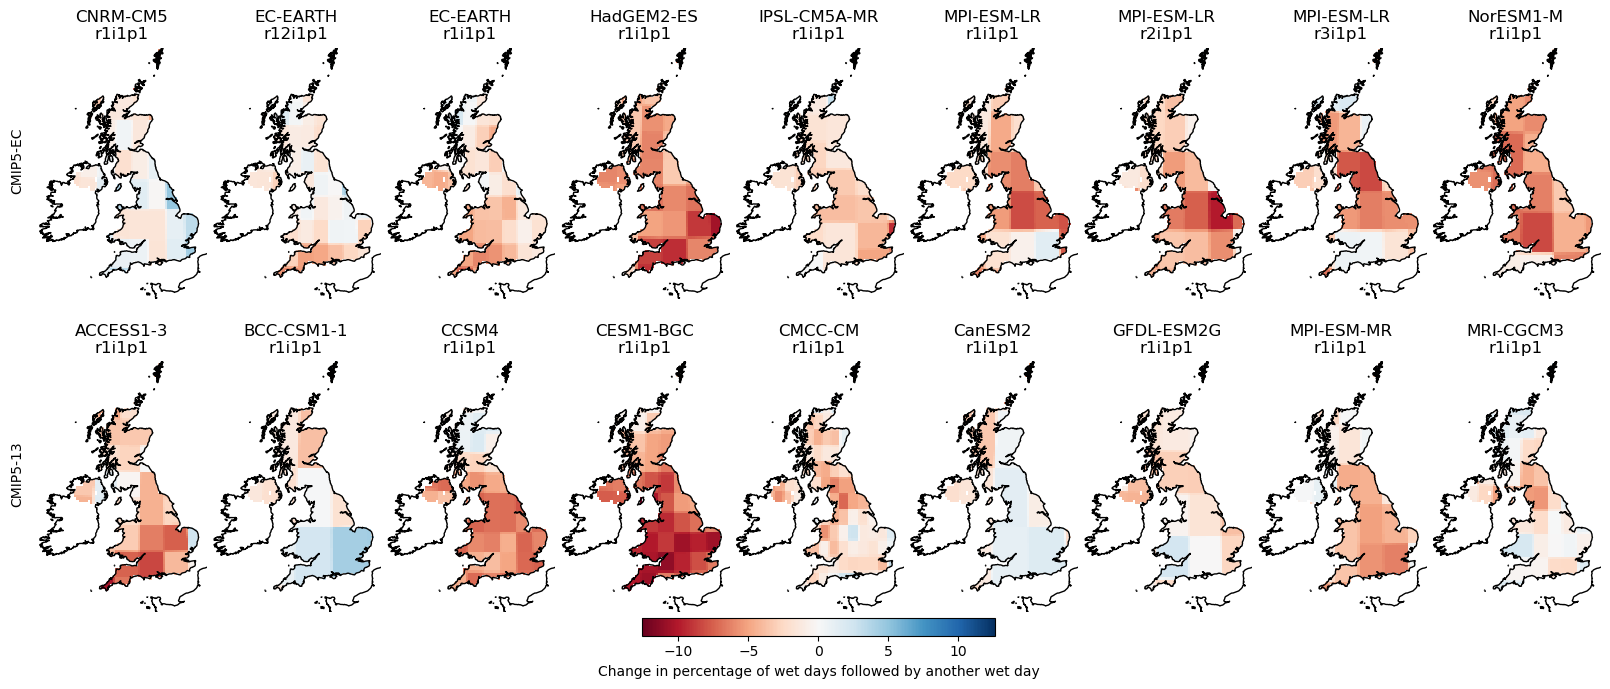 CNRM-CM5 EC-EARTH EC-EARTH HadGEM2-ES IPSL-CM5A-MR MPI-ESM-LR MPI-ESM-LR MPI-ESM-LR NorESM1-M
r1i1p1 r12i1p1 r1i1p1 r1i1p1 r1i1p1 r1i1p1 r2i1p1 r3i1p1 r1i1p1
CMIP5-EC
ACCESS1-3 BCC-CSM1-1 CCSM4 CESM1-BGC CMCC-CM CanESM2 GFDL-ESM2G MPI-ESM-MR MRI-CGCM3
r1i1p1 r1i1p1 r1i1p1 r1i1p1 r1i1p1 r1i1p1 r1i1p1 r1i1p1 r1i1p1
CMIP5-13
−10 −5 0 5 10
Change in percentage of wet days followed by another wet day